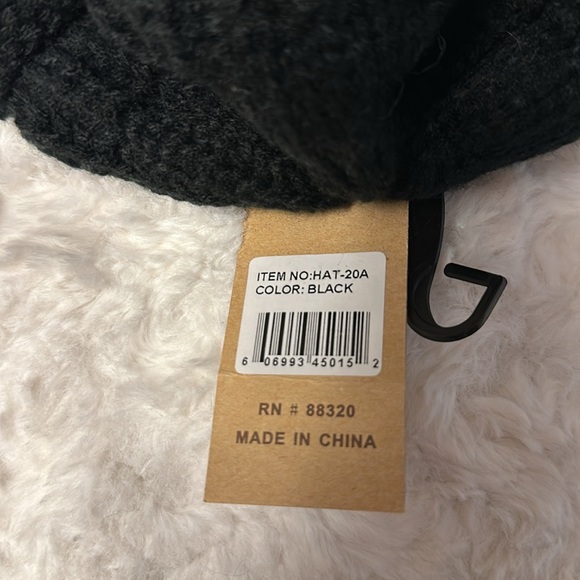 ITEM NO:HAT-20A
COLOR: BLACK
6 06993 45015 2
RN # 88320
MADE IN CHINA